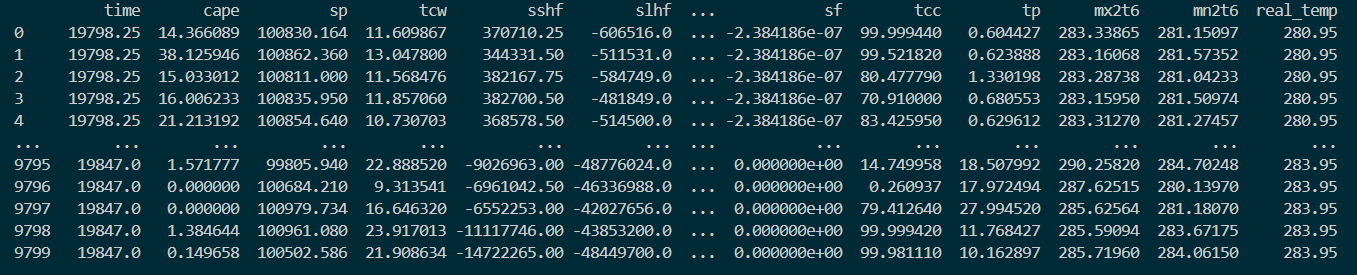 time cape sp tcw sshf slhf ... sf tcc tp mx2t6 mn2t6 real_temp
0 19798.25 14.366089 100830.164 11.609867 370710.25 -606516.0 ... -2.384186e-07 99.999440 0.604427 283.33865 281.15097 280.95
1 19798.25 38.125946 100862.360 13.047800 344331.50 -511531.0 ... -2.384186e-07 99.521820 0.623888 283.16068 281.57352 280.95
2 19798.25 15.033012 100811.000 11.568476 382167.75 -584749.0 ... -2.384186e-07 80.477790 1.330198 283.28738 281.04233 280.95
3 19798.25 16.006233 100835.950 11.857060 382700.50 -481849.0 ... -2.384186e-07 70.910000 0.680553 283.15950 281.50974 280.95
4 19798.25 21.213192 100854.640 10.730703 368578.50 -514500.0 ... -2.384186e-07 83.425950 0.629612 283.31270 281.27457 280.95
... ... ... ... ... ... ... ... ... ... ... ... ... ...
9795 19847.0 1.571777 99805.940 22.888520 -9026963.00 -48776024.0 ... 0.000000e+00 14.749958 18.507992 290.25820 284.70248 283.95
9796 19847.0 0.000000 100684.210 9.313541 -6961042.50 -46336988.0 ... 0.000000e+00 0.260937 17.972494 287.62515 280.13970 283.95
9797 19847.0 0.000000 100979.734 16.646320 -6552253.00 -42027656.0 ... 0.000000e+00 79.412640 27.994520 285.62564 281.18070 283.95
9798 19847.0 1.384644 100961.080 23.917013 -11117746.00 -43853200.0 ... 0.000000e+00 99.999420 11.768427 285.59094 283.67175 283.95
9799 19847.0 0.149658 100502.586 21.908634 -14722265.00 -48449700.0 ... 0.000000e+00 99.981110 10.162897 285.71960 284.06150 283.95